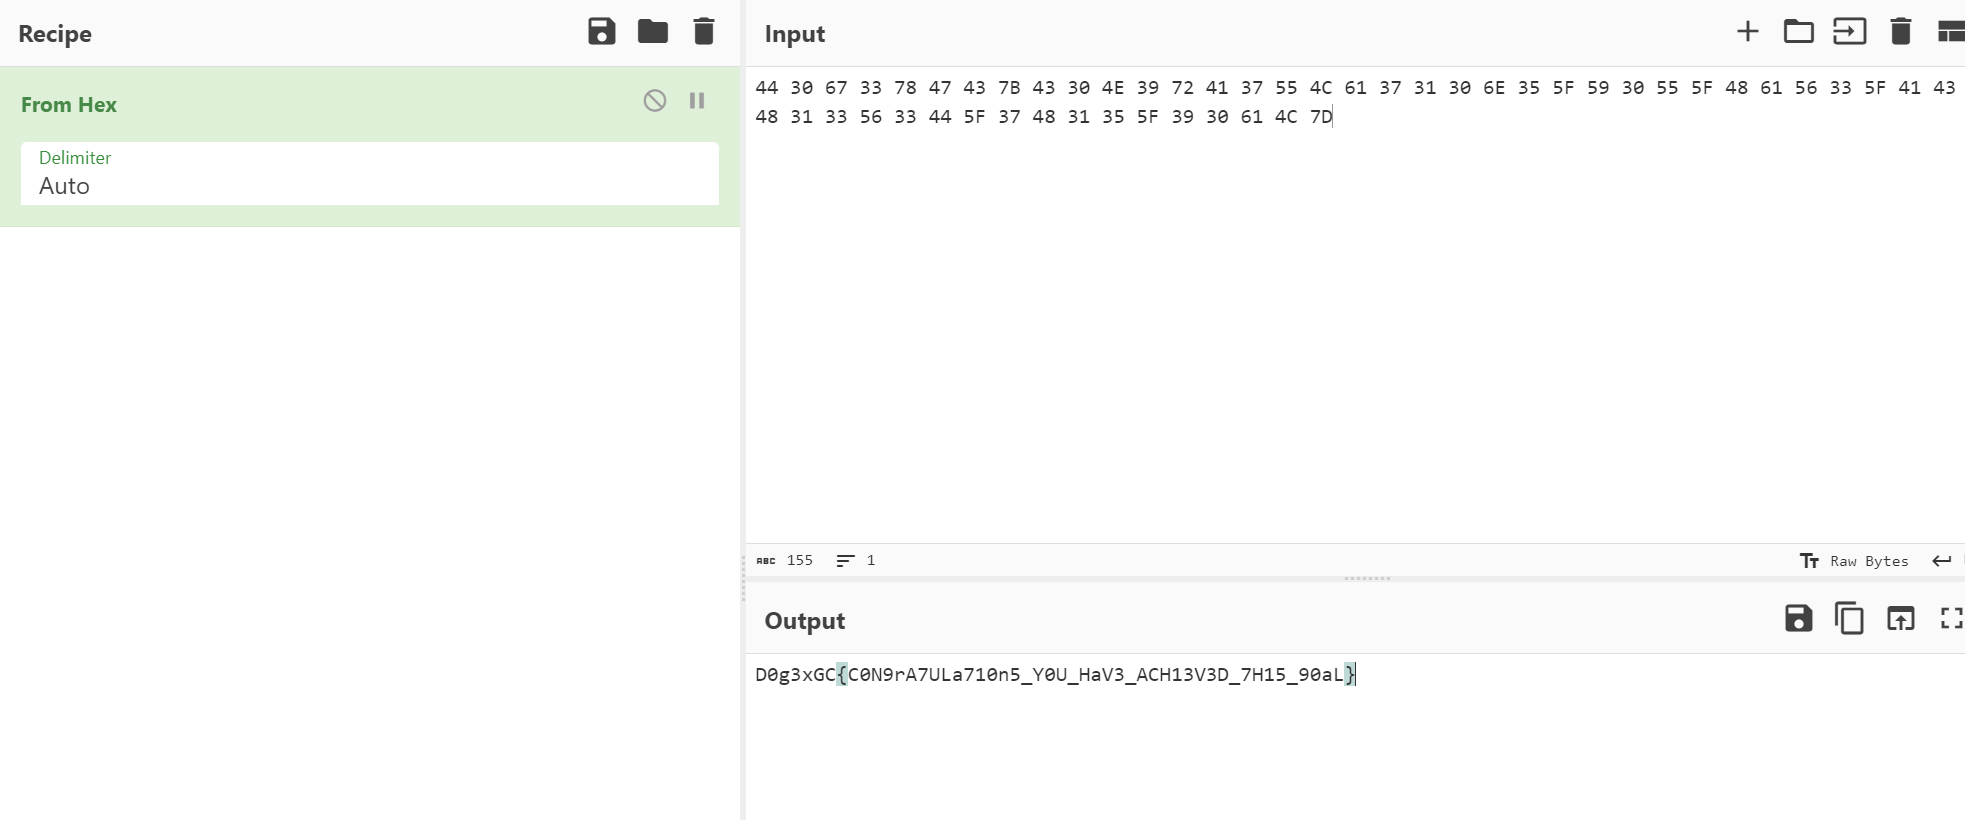 Recipe
From Hex
Delimiter
Auto
Input
44 30 67 33 78 47 43 7B 43 30 4E 39 72 41 37 55 4C 61 37 31 30 6E 35 5F 59 30 55 5F 48 61 56 33 5F 41 43
48 31 33 56 33 44 5F 37 48 31 35 5F 39 30 61 4C 7D
ABC 155 1
Raw Bytes
Output
D0g3xGC{C0N9rA7ULa710n5_Y0U_HaV3_ACH13V3D_7H15_90aL}